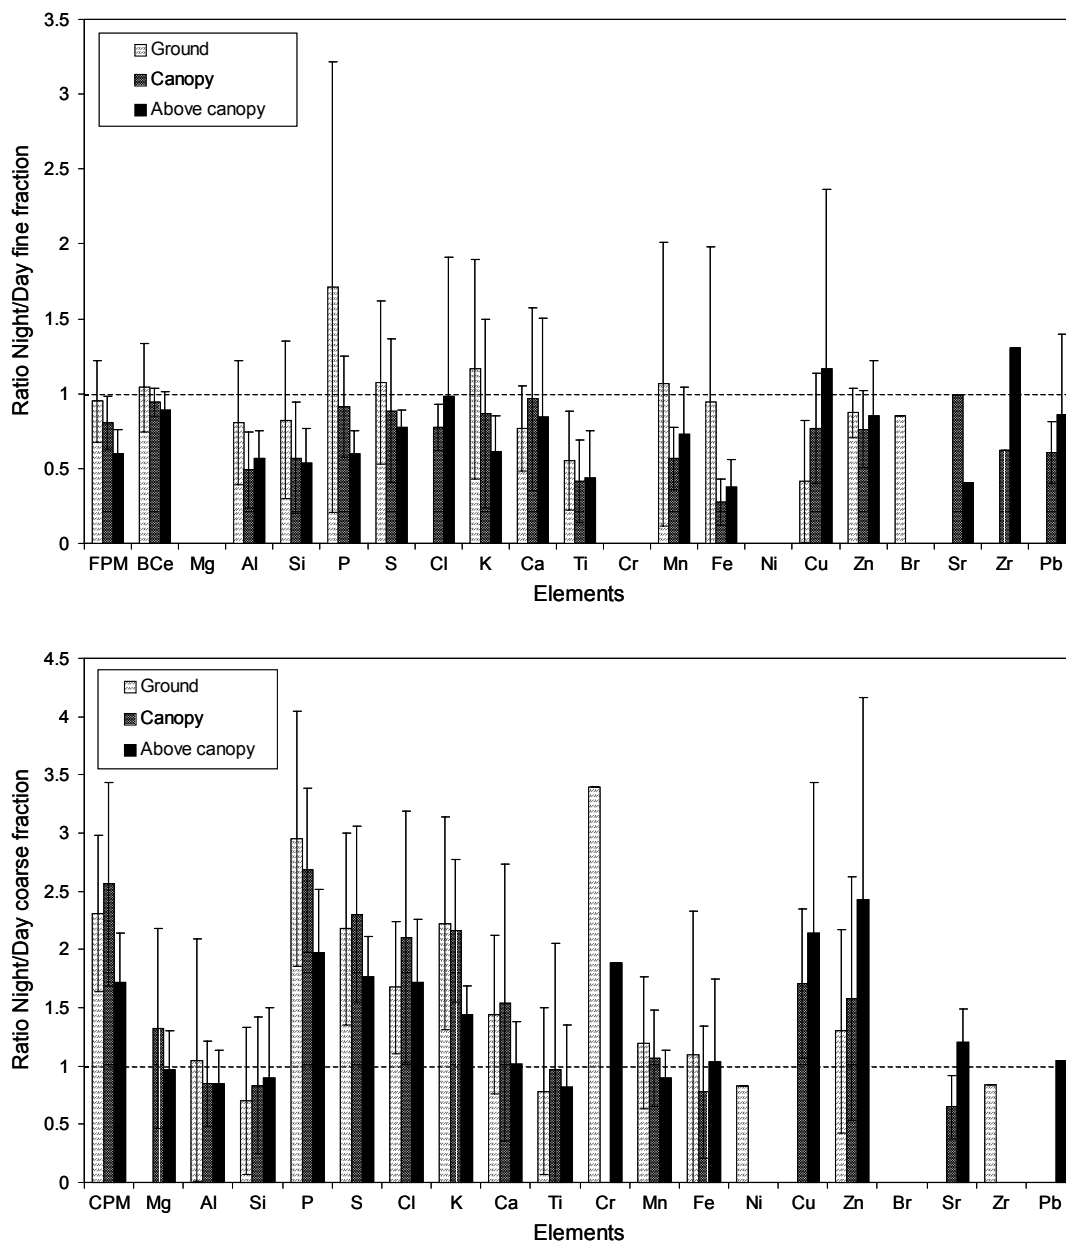 3.5
3
2.5
2
1.5
1
0.5
0
Ratio Night/Day fine fraction
Ground
Canopy
Above canopy
FPM BCe Mg Al Si P S Cl K Ca Ti Cr Mn Fe Ni Cu Zn Br Sr Zr Pb
Elements
4.5
4
3.5
3
2.5
2
1.5
1
0.5
0
Ratio Night/Day coarse fraction
Ground
Canopy
Above canopy
CPM Mg Al Si P S Cl K Ca Ti Cr Mn Fe Ni Cu Zn Br Sr Zr Pb
Elements